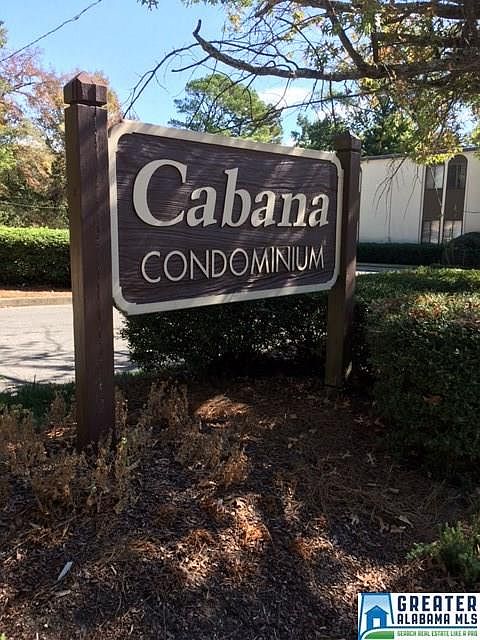 Cabana
CONDOMINIUM
GREATER
ALABAMA MLS
SEARCH REAL ESTATE LIKE A PRO